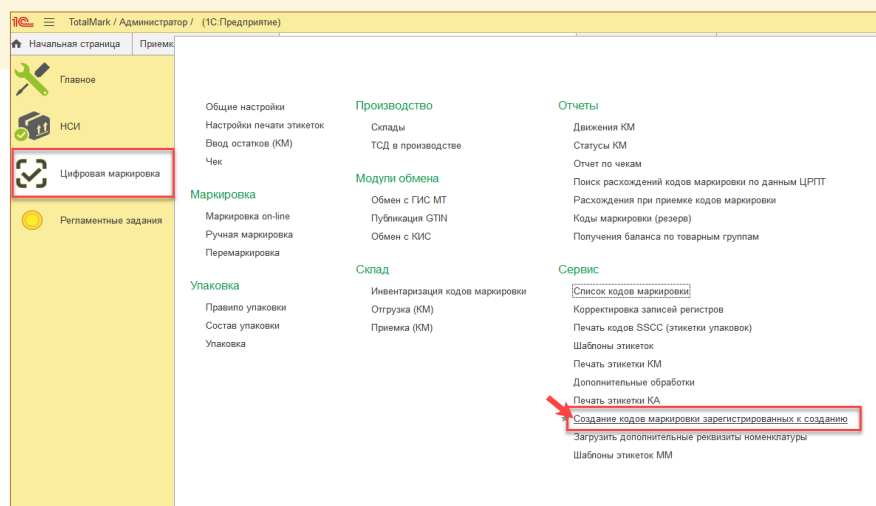 1С TotalMark / Администратор / (1С:Предприятие)
Начальная страница Приемк
Главное
НСИ
Цифровая маркировка
Регламентные задания
Общие настройки
Настройки печати этикеток
Ввод остатков (КМ)
Чек
Маркировка
Маркировка on-line
Ручная маркировка
Перемаркировка
Упаковка
Правило упаковки
Состав упаковки
Упаковка
Производство
Склады
ТСД в производстве
Модули обмена
Обмен с ГИС МТ
Публикация GTIN
Обмен с КИС
Склад
Инвентаризация кодов маркировки
Отгрузка (КМ)
Приемка (КМ)
Отчеты
Движения КМ
Статусы КМ
Отчет по чекам
Поиск расхождений кодов маркировки по данным ЦРПТ
Расхождения при приемке кодов маркировки
Коды маркировки (резерв)
Получения баланса по товарным группам
Сервис
Список кодов маркировки
Корректировка записей регистров
Печать кодов SSCC (этикетки упаковок)
Шаблоны этикеток
Печать этикетки КМ
Дополнительные обработки
Печать этикетки КА
Создание кодов маркировки зарегистрированных к созданию
Загрузить дополнительные реквизиты номенклатуры
Шаблоны этикеток ММ